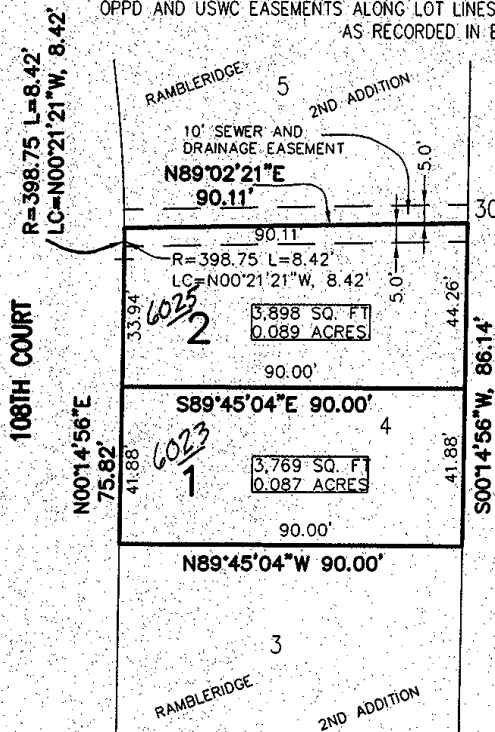 OPPD AND USWC EASEMENTS ALONG LOT LINES
AS RECORDED IN B
R=398.75 L=8.42'
LC=N00°21'21"W, 8.42'
RAMBLERIDGE
5
2ND ADDITION
10' SEWER AND
DRAINAGE EASEMENT
5.0'
N89°02'21"E
90.11'
30
90.11'
R=398.75 L=8.42'
LC=N00°21'21"W, 8.42'
5.0'
33.94'
6025
2
3,898 SQ. FT
0.089 ACRES
44.26'
90.00'
108TH COURT
S89°45'04"E 90.00'
N00°14'56"E
75.82'
S00°14'56"W, 86.14'
4
41.88'
6023
1
3,769 SQ. FT
0.087 ACRES
41.88'
90.00'
N89°45'04"W 90.00'
3
RAMBLERIDGE
2ND ADDITION